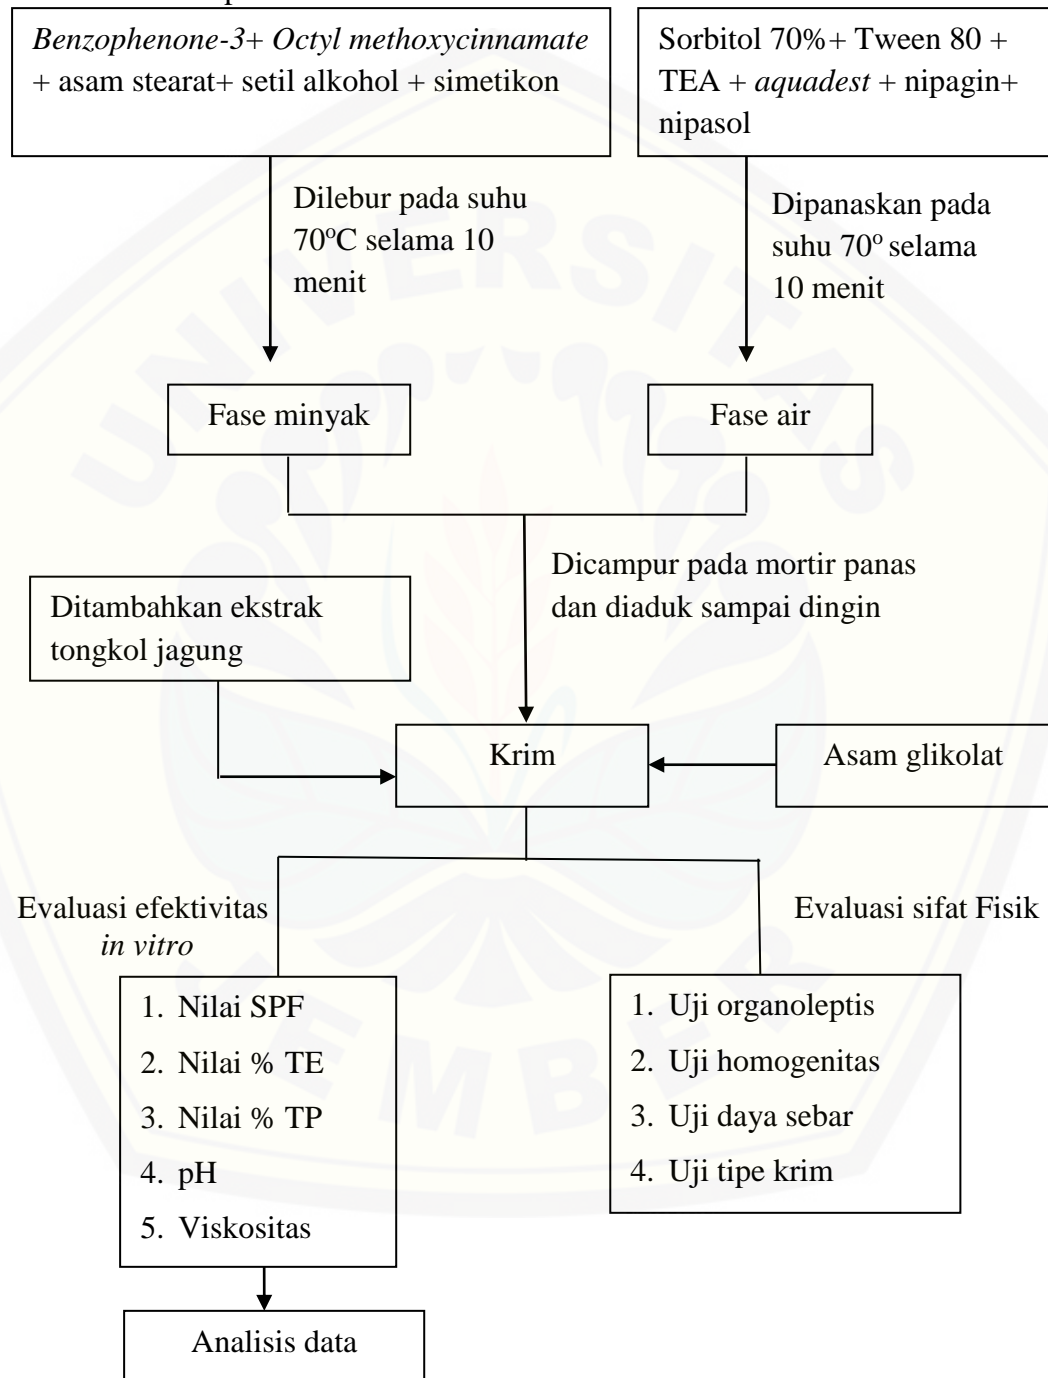 Benzophenone-3+ Octyl methoxycinnamate
+ asam stearat+ setil alkohol + simetikon
Sorbitol 70%+ Tween 80 +
TEA + aquadest + nipagin+
nipasol
Dilebur pada suhu
70°C selama 10
menit
Dipanaskan pada
suhu 70° selama
10 menit
Fase minyak
Fase air
Dicampur pada mortir panas
dan diaduk sampai dingin
Ditambahkan ekstrak
tongkol jagung
Krim
Asam glikolat
Evaluasi efektivitas
in vitro
Evaluasi sifat Fisik
1. Nilai SPF
2. Nilai % TE
3. Nilai % TP
4. pH
5. Viskositas
1. Uji organoleptis
2. Uji homogenitas
3. Uji daya sebar
4. Uji tipe krim
Analisis data
UNIVERSITAS
JEMBER